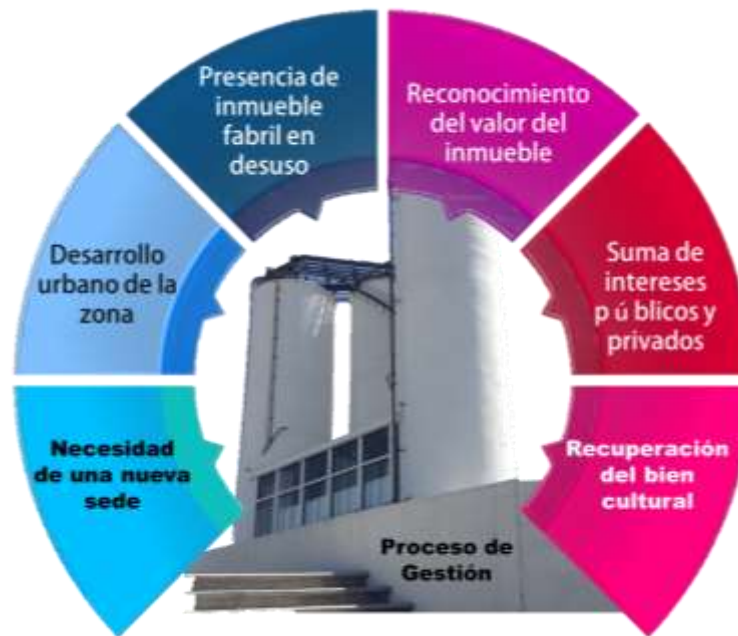 Presencia de
inmueble
fabril en
desuso
Reconocimiento
del valor del
inmueble
Desarrollo
urbano de la
zona
Suma de
intereses
p ú blicos y
privados
Necesidad
de una nueva
sede
Recuperación
del bien
cultural
Proceso de
Gestión